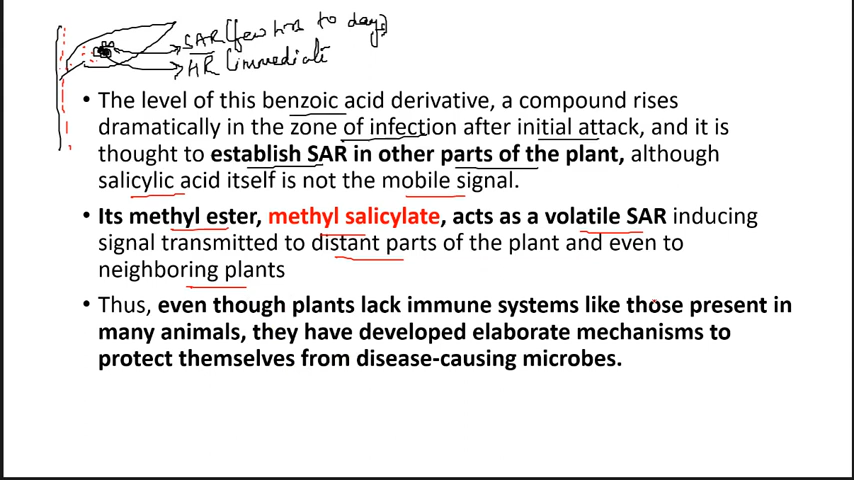 SAR (few hrs to days)
HR (immediate
• The level of this benzoic acid derivative, a compound rises
dramatically in the zone of infection after initial attack, and it is
thought to establish SAR in other parts of the plant, although
salicylic acid itself is not the mobile signal.
• Its methyl ester, methyl salicylate, acts as a volatile SAR inducing
signal transmitted to distant parts of the plant and even to
neighboring plants
• Thus, even though plants lack immune systems like those present in
many animals, they have developed elaborate mechanisms to
protect themselves from disease-causing microbes.